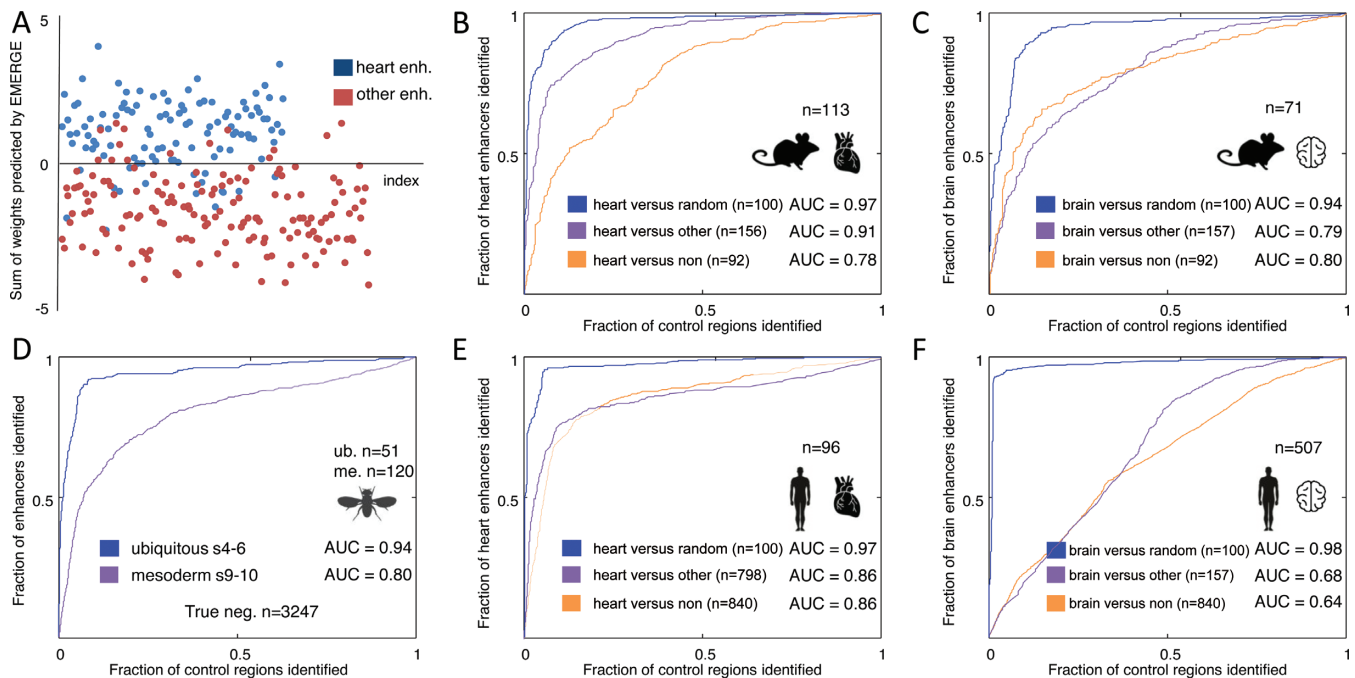 A
5
heart enh.
other enh.
0
index
-5
Sum of weights predicted by EMERGE
B
1
n=113
0.5
heart versus random (n=100) AUC = 0.97
heart versus other (n=156) AUC = 0.91
heart versus non (n=92) AUC = 0.78
0 0.5 1
Fraction of control regions identified
Fraction of heart enhancers identified
C
1
n=71
0.5
brain versus random (n=100) AUC = 0.94
brain versus other (n=157) AUC = 0.79
brain versus non (n=92) AUC = 0.80
0 0.5 1
Fraction of control regions identified
Fraction of brain enhancers identified
D
1
ub. n=51
me. n=120
0.5
ubiquitous s4-6 AUC = 0.94
mesoderm s9-10 AUC = 0.80
True neg. n=3247
0 0.5 1
Fraction of control regions identified
Fraction of enhancers identified
E
1
n=96
0.5
heart versus random (n=100) AUC = 0.97
heart versus other (n=798) AUC = 0.86
heart versus non (n=840) AUC = 0.86
0 0.5 1
Fraction of control regions identified
Fraction of heart enhancers identified
F
1
n=507
0.5
brain versus random (n=100) AUC = 0.98
brain versus other (n=157) AUC = 0.68
brain versus non (n=840) AUC = 0.64
0 0.5 1
Fraction of control regions identified
Fraction of brain enhancers identified